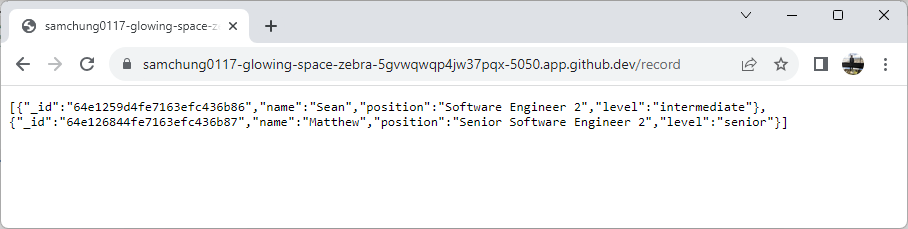 samchung0117-glowing-space-ze
samchung0117-glowing-space-zebra-5gvwqwqp4jw37pqx-5050.app.github.dev/record
[{"_id":"64e1259d4fe7163efc436b86","name":"Sean","position":"Software Engineer 2","level":"intermediate"},
{"_id":"64e126844fe7163efc436b87","name":"Matthew","position":"Senior Software Engineer 2","level":"senior"}]